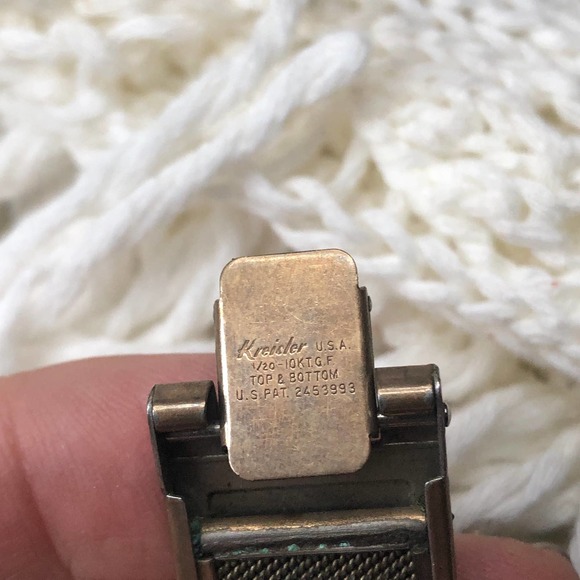 Kreisler U.S.A.
1/20-10KT.G.F.
TOP & BOTTOM
U.S PAT. 2453993